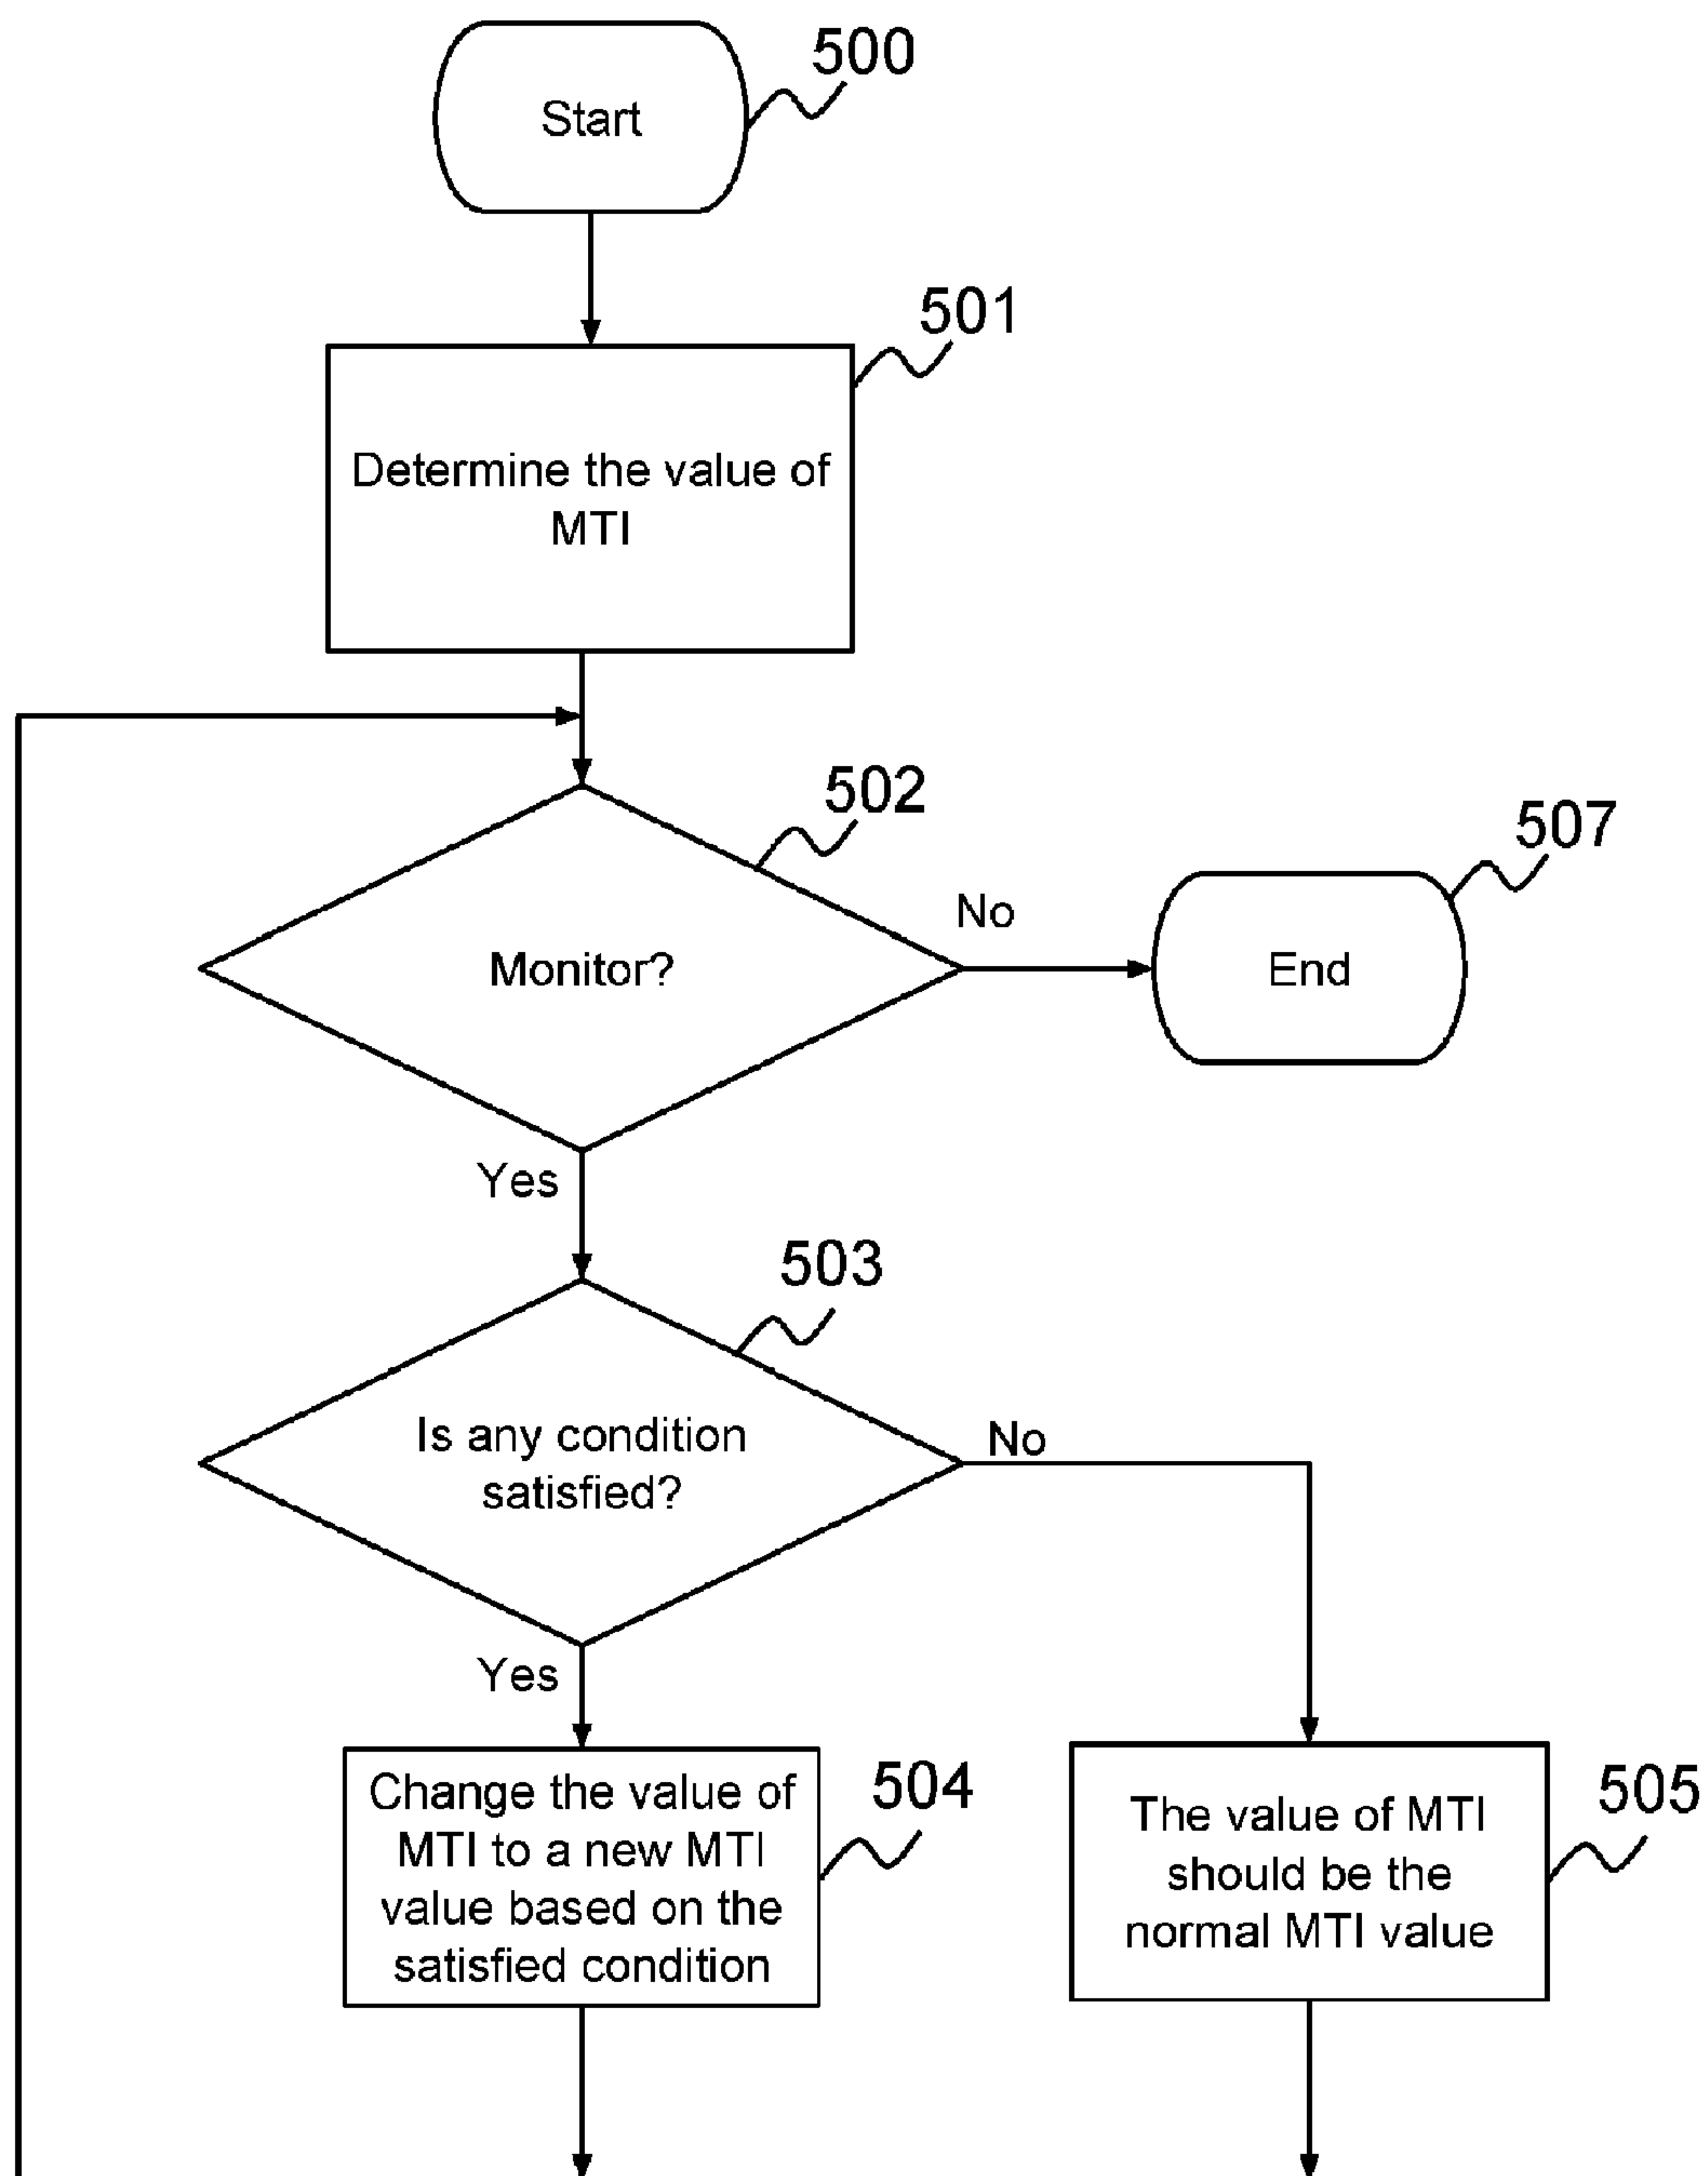 500
Start
501
Determine the value of
MTI
502
Monitor?
No
507
End
Yes
503
Is any condition
satisfied?
No
Yes
504
Change the value of
MTI to a new MTI
value based on the
satisfied condition
505
The value of MTI
should be the
normal MTI value